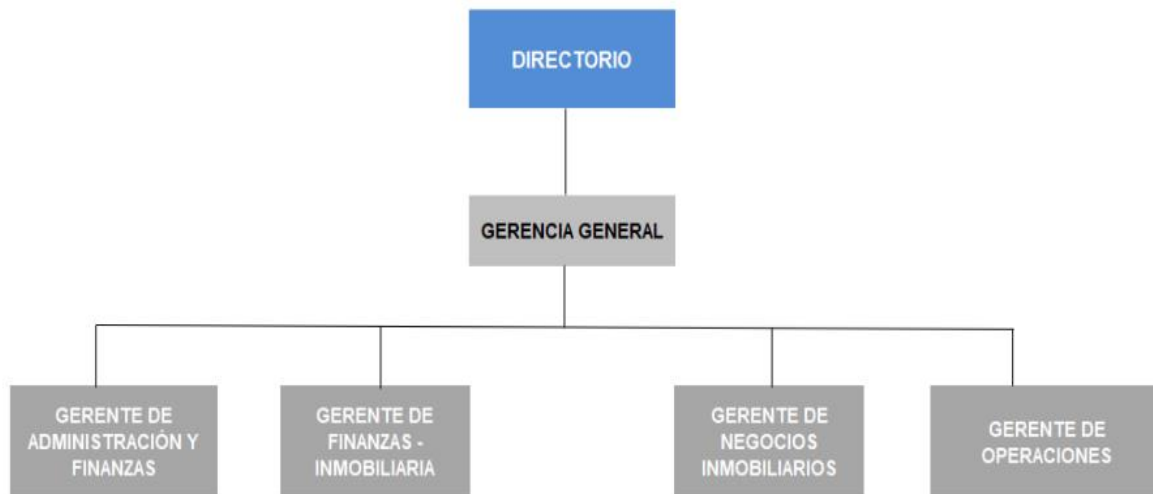 DIRECTORIO
GERENCIA GENERAL
GERENTE DE
ADMINISTRACIÓN Y
FINANZAS
GERENTE DE
FINANZAS -
INMOBILIARIA
GERENTE DE
NEGOCIOS
INMOBILIARIOS
GERENTE DE
OPERACIONES